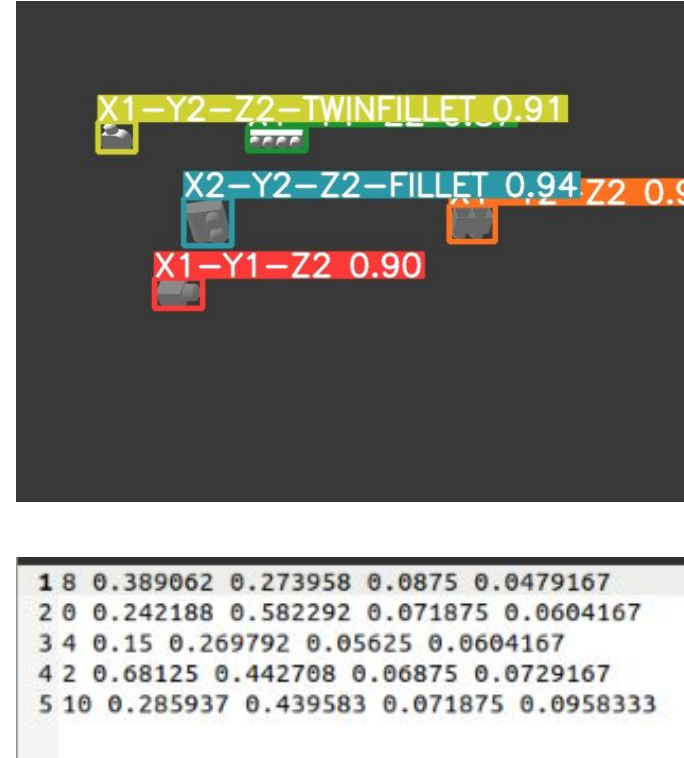 X1-Y2-Z2-TWINFILLET 0.91
X2-Y2-Z2-FILLET 0.94
Z2 0.9
X1-Y1-Z2 0.90
1 8 0.389062 0.273958 0.0875 0.0479167
2 0 0.242188 0.582292 0.071875 0.0604167
3 4 0.15 0.269792 0.05625 0.0604167
4 2 0.68125 0.442708 0.06875 0.0729167
5 10 0.285937 0.439583 0.071875 0.0958333